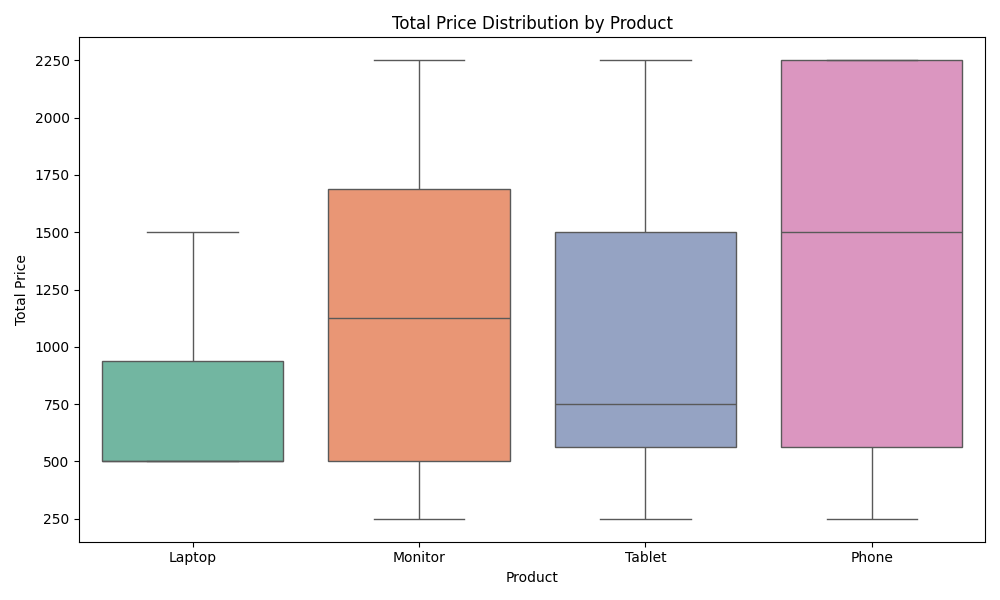 Total Price Distribution by Product
Total Price
2250
2000
1750
1500
1250
1000
750
500
250
Laptop Monitor Tablet Phone
Product